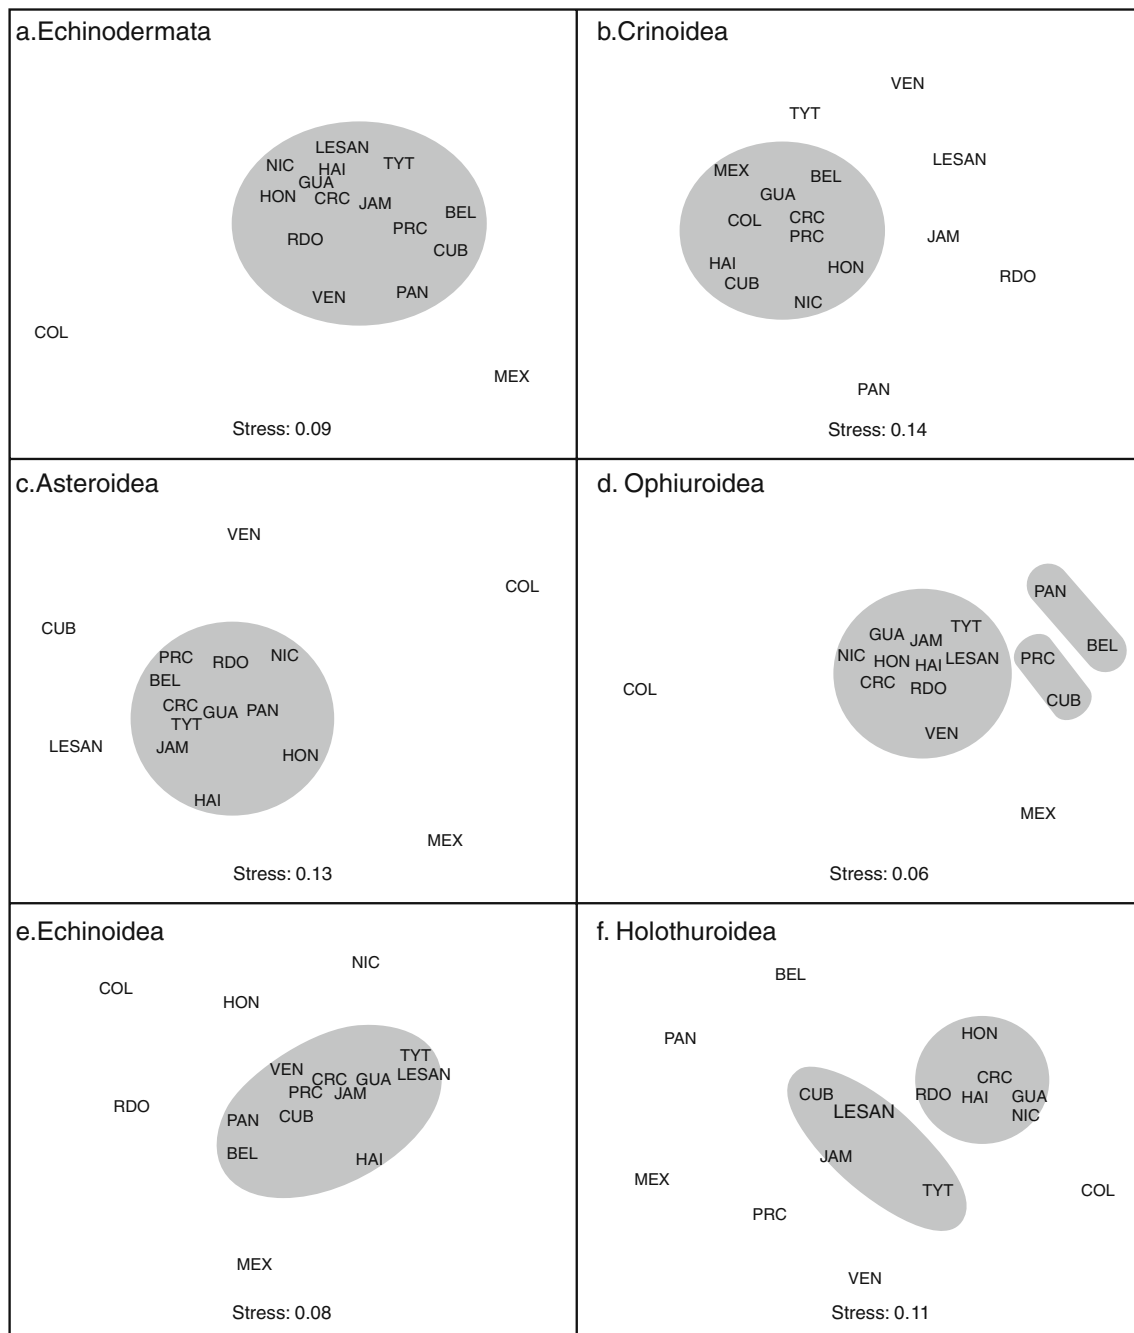 a.Echinodermata
LESAN
NIC
HAI
TYT
GUA
HON
CRC
JAM
BEL
PRC
RDO
CUB
VEN
PAN
COL
MEX
Stress: 0.09
b.Crinoidea
VEN
TYT
LESAN
MEX
BEL
GUA
COL
CRC
PRC
JAM
HAI
HON
RDO
CUB
NIC
PAN
Stress: 0.14
c.Asteroidea
VEN
COL
CUB
PRC
RDO
NIC
BEL
CRC
GUA
PAN
TYT
LESAN
JAM
HON
HAI
MEX
Stress: 0.13
d. Ophiuroidea
PAN
TYT
GUA
JAM
BEL
NIC
HON
HAI
LESAN
PRC
CRC
RDO
COL
CUB
VEN
MEX
Stress: 0.06
e.Echinoidea
NIC
COL
HON
TYT
VEN
CRC
GUA
LESAN
PRC
JAM
RDO
CUB
PAN
BEL
HAI
MEX
Stress: 0.08
f. Holothuroidea
BEL
HON
PAN
CRC
CUB
RDO
HAI
GUA
LESAN
NIC
JAM
MEX
TYT
COL
PRC
VEN
Stress: 0.11